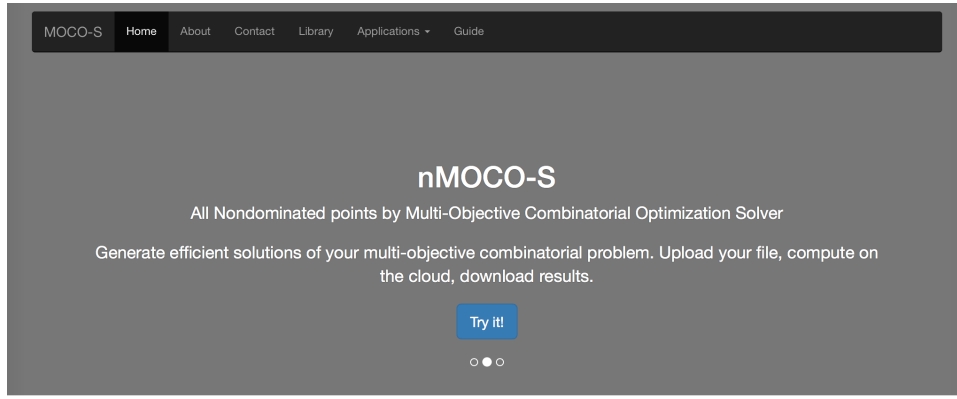 MOCO-S Home About Contact Library Applications Guide
nMOCO-S
All Nondominated points by Multi-Objective Combinatorial Optimization Solver
Generate efficient solutions of your multi-objective combinatorial problem. Upload your file, compute on
the cloud, download results.
Try it!